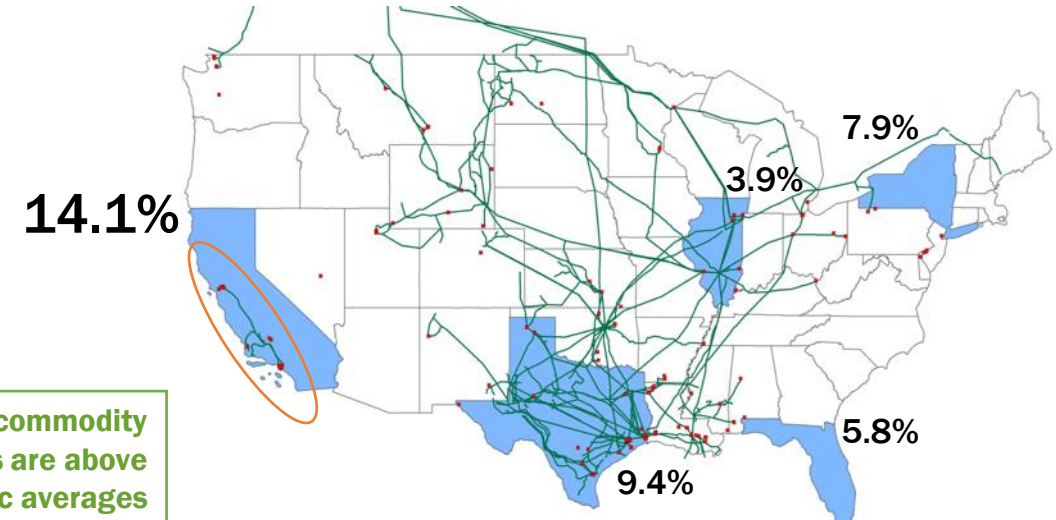 7.9%
3.9%
14.1%
commodity
s are above
c averages
5.8%
9.4%